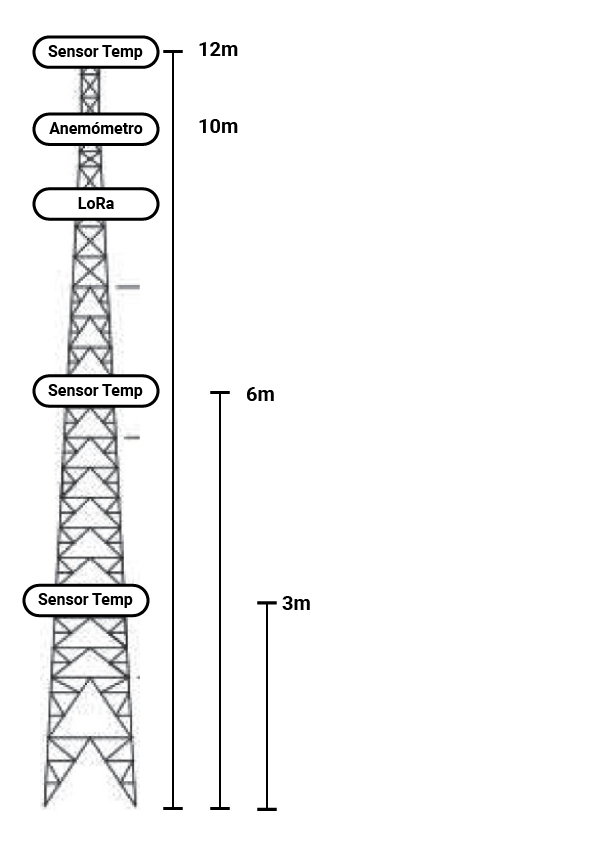 Sensor Temp
12m
Anemómetro
10m
LoRa
Sensor Temp
6m
Sensor Temp
3m